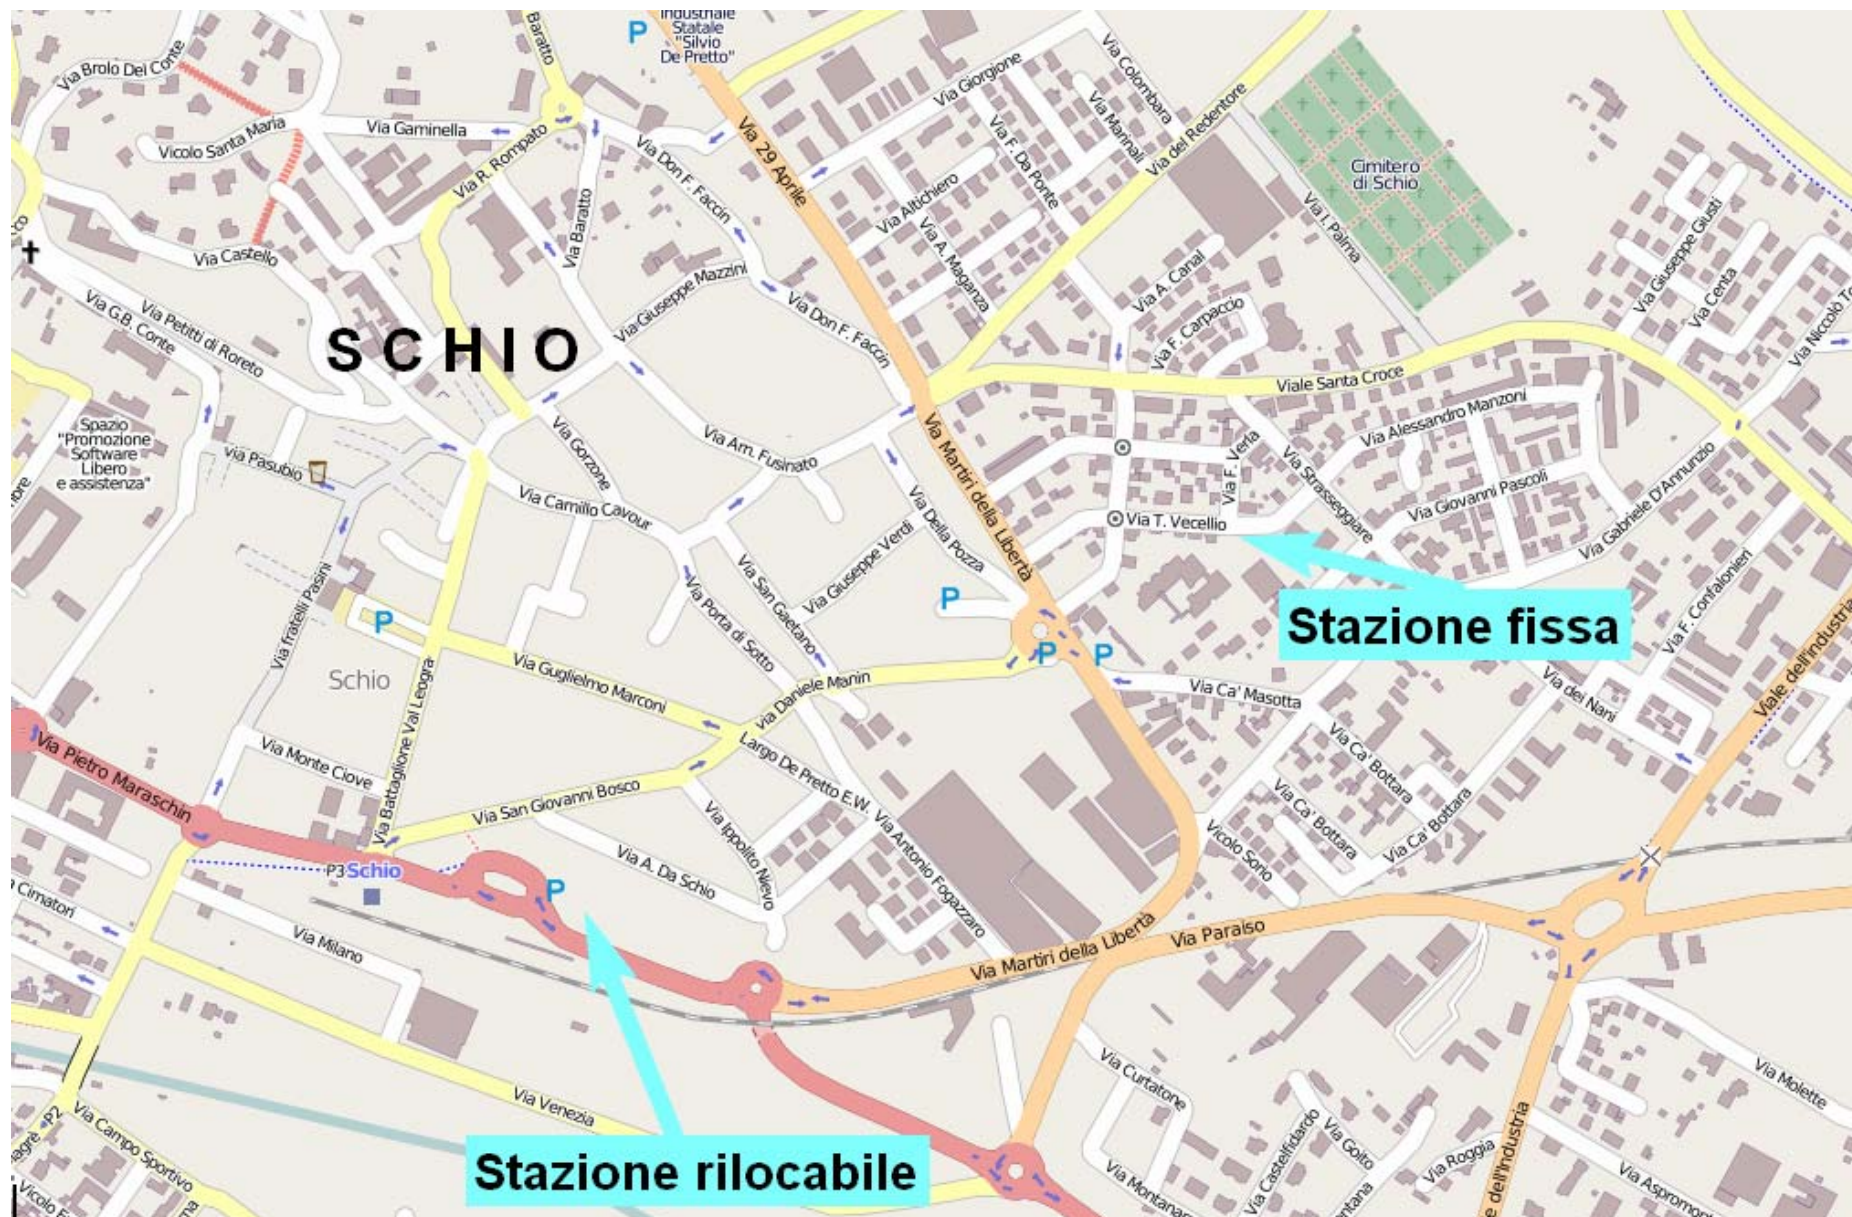 Industriale
Statale
"Silvio
De Pretto"
P
Via Brolo Del Conte
Vicolo Santa Maria
Via Gaminella
Baratto
Via R. Rompato
Via Baratto
Via Don F. Faccin
Via 29 Aprile
Via Giorgione
Via Colombara
Via Marinali
Via F. Da Ponte
Via Altichiero
Via A. Maganza
Via del Redentore
Via I. Palma
Cimitero
di Schio
Via A. Canal
Via F. Carpaccio
Via Giuseppe Giusti
Via Centa
Via Castello
Via Petitti di Roreto
Via G.B. Conte
Via Giuseppe Mazzini
Via Don F. Faccin
SCHIO
Viale Santa Croce
Via Alessandro Manzoni
Via Giovanni Pascoli
Via Gabriele D'Annunzio
Via F. Verla
Via Strasseggiare
Via T. Vecellio
Via Martiri della Libertà
Spazio
"Promozione
Software
Libero
e assistenza"
via Pasubio
Via Gorzone
Via Camillo Cavour
Via Arn. Fusinato
Via Della Pozza
Via Giuseppe Verdi
Via San Gaetano
Via Porta di Sotto
Via fratelli Pasini
P
P
P
P
Stazione fissa
Schio
Via Guglielmo Marconi
via Daniele Manin
Via Battaglione Val Leogra
Via Ca' Masotta
Via Ca' Bottara
Via Ca' Bottara
Via Ca' Bottara
Via dei Nani
Via F. Confalonieri
Viale dell'industria
Via Pietro Maraschin
Via Monte Ciove
Via San Giovanni Bosco
Largo De Pretto E.W.
Via Antonio Fogazzaro
Via Ippolito Nievo
Via A. Da Schio
Vicolo Sorio
P3
Schio
P
Via Milano
Via Martiri della Libertà
Via Paraiso
Via Venezia
Via Campo Sportivo
P2
Via Curtatone
Via Castelfidardo
Via Goito
Via Roggia
Via Molette
dell'Industria
Stazione rilocabile